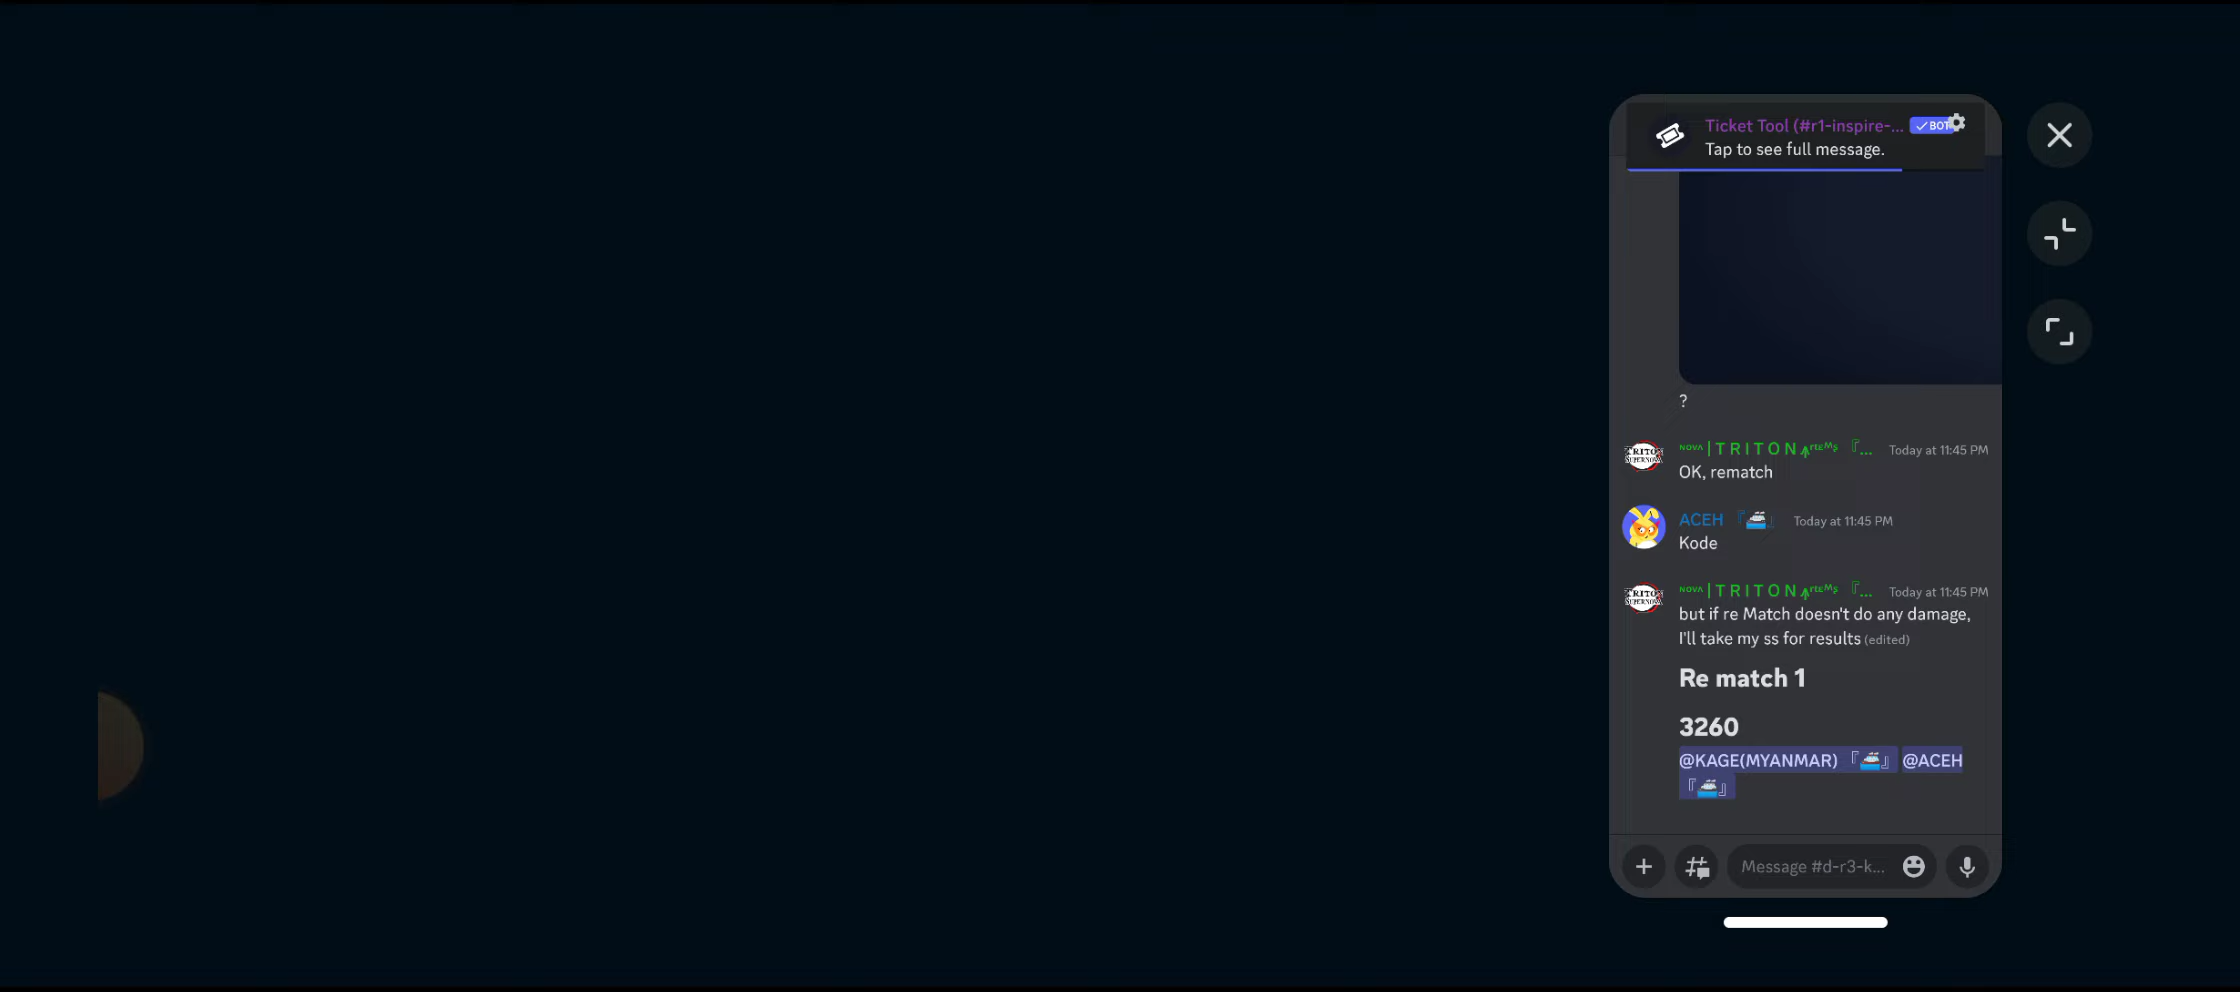 Ticket Tool (#r1-inspire-... ✓ BOT
Tap to see full message.
?
ᴺᴼⱽᴬ | T R I T O N ... 『... Today at 11:45 PM
OK, rematch
ACEH 『🚢』 Today at 11:45 PM
Kode
ᴺᴼⱽᴬ | T R I T O N ... 『... Today at 11:45 PM
but if re Match doesn't do any damage,
I'll take my ss for results (edited)
Re match 1
3260
@KAGE(MYANMAR) 『🚢』 @ACEH
『🚢』
Message #d-r3-k...